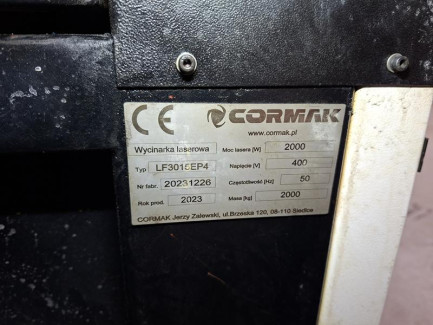 CE CORMAK
www.cormak.pl
Wycinarka laserowa Moc lasera [W] 2000
Typ LF3015EP4 Napięcie [V] 400
Nr fabr. 20231226 Częstotliwość [Hz] 50
Rok prod. 2023 Masa [kg] 2000
CORMAK Jerzy Zalewski, ul.Brzeska 120, 08-110 Siedlce